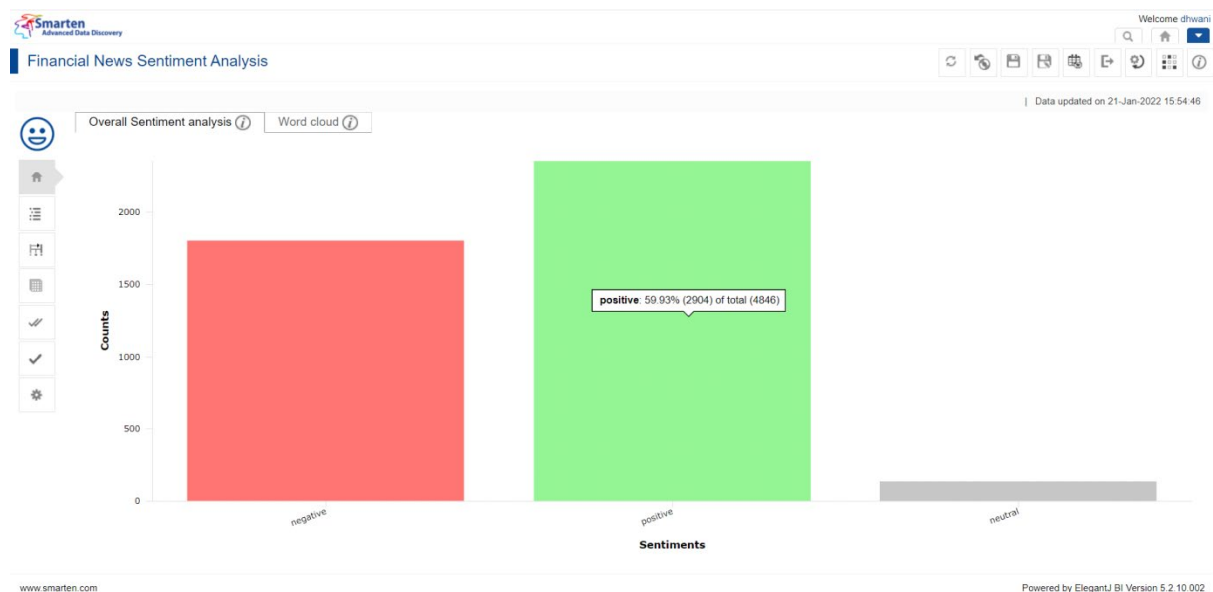 Smarten
Advanced Data Discovery
Welcome dhwani
Financial News Sentiment Analysis
| Data updated on 21-Jan-2022 15:54:46
Overall Sentiment analysis
Word cloud
Counts
2000
1500
1000
500
0
positive: 59.93% (2904) of total (4846)
negative
positive
neutral
Sentiments
www.smarten.com
Powered by ElegantJ BI Version 5.2.10.002